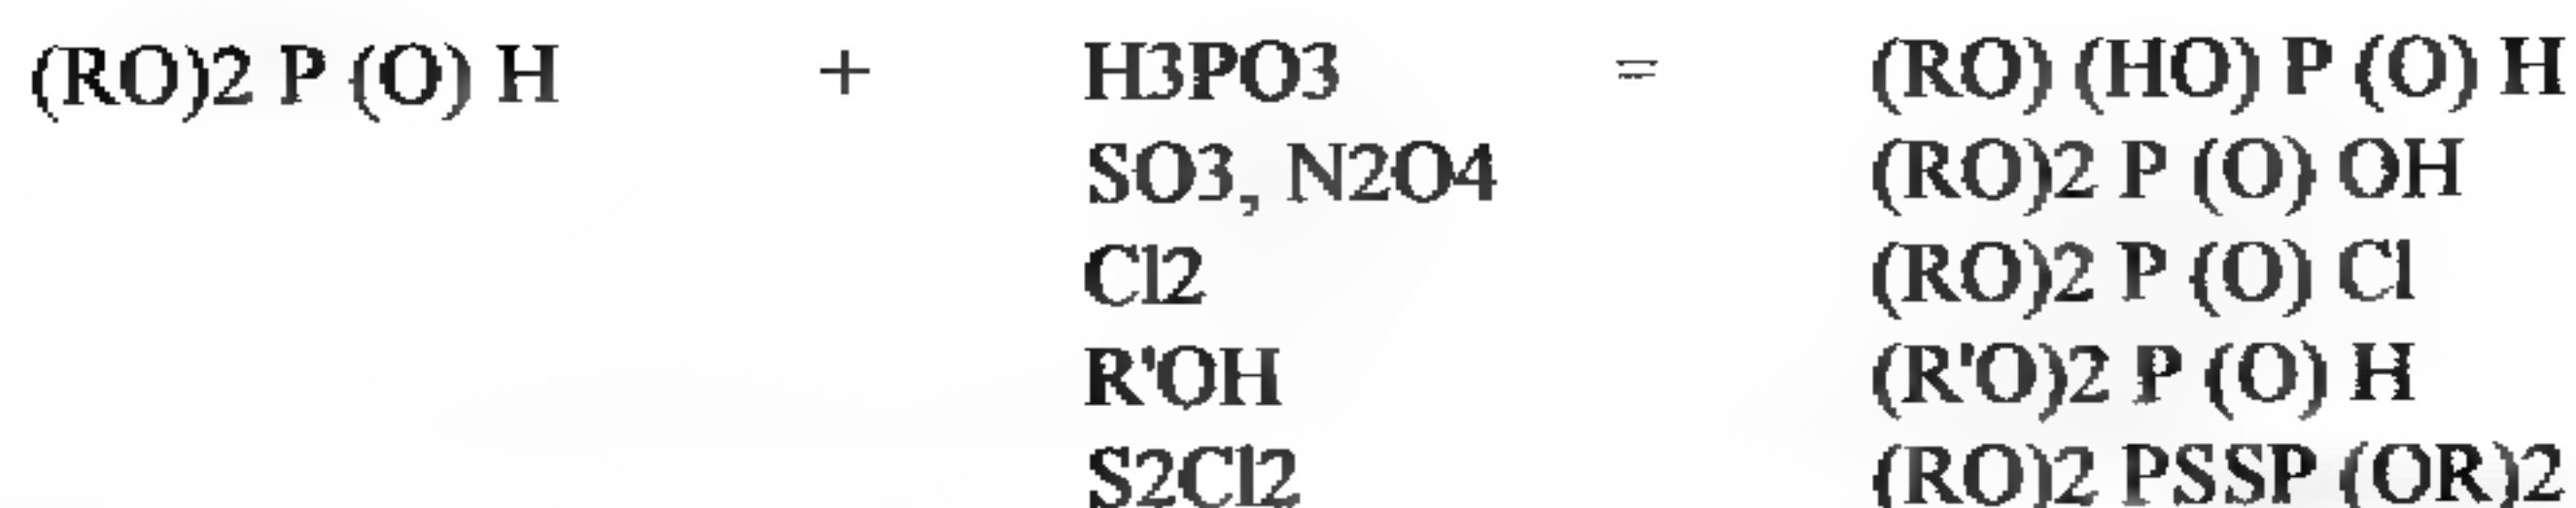 (RO)2 P (O) H + H3PO3 = (RO) (HO) P (O) H
SO3, N2O4 (RO)2 P (O) OH
Cl2 (RO)2 P (O) Cl
R'OH (R'O)2 P (O) H
S2Cl2 (RO)2 PSSP (OR)2